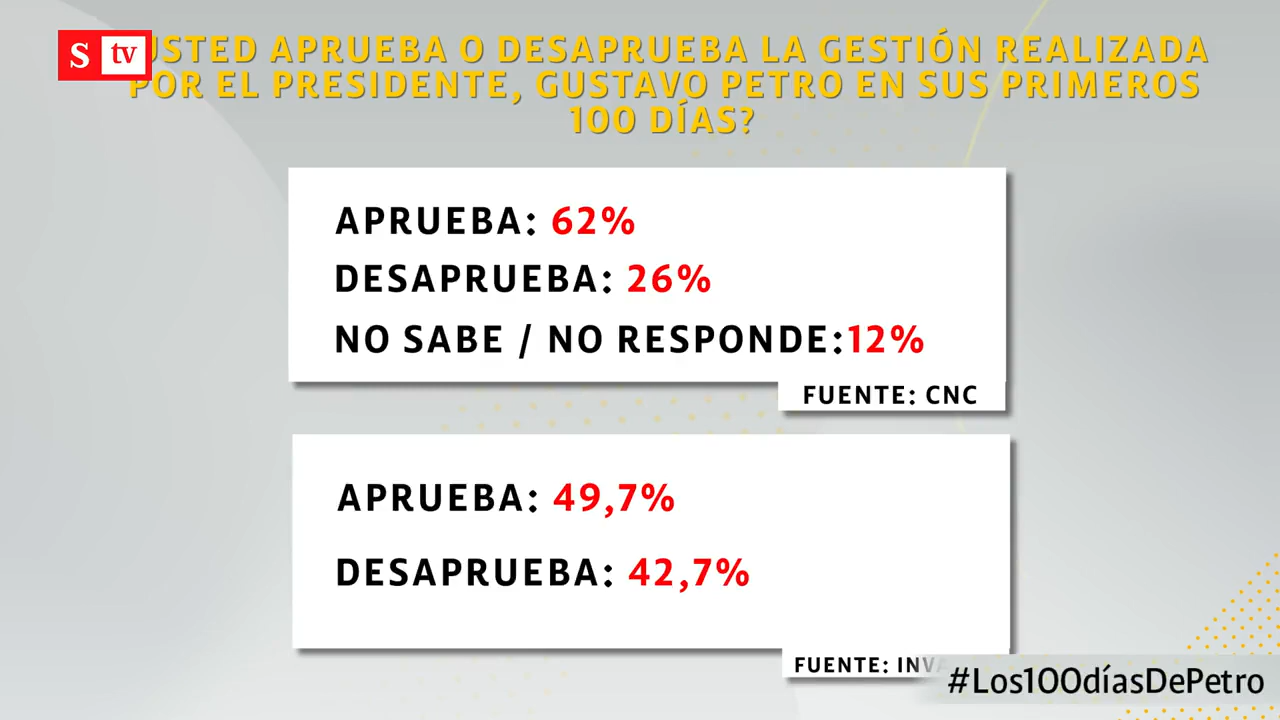 S tv
USTED APRUEBA O DESAPRUEBA LA GESTIÓN REALIZADA
POR EL PRESIDENTE, GUSTAVO PETRO EN SUS PRIMEROS
100 DÍAS?
APRUEBA: 62%
DESAPRUEBA: 26%
NO SABE / NO RESPONDE:12%
FUENTE: CNC
APRUEBA: 49,7%
DESAPRUEBA: 42,7%
FUENTE:
#Los100díasDePetro